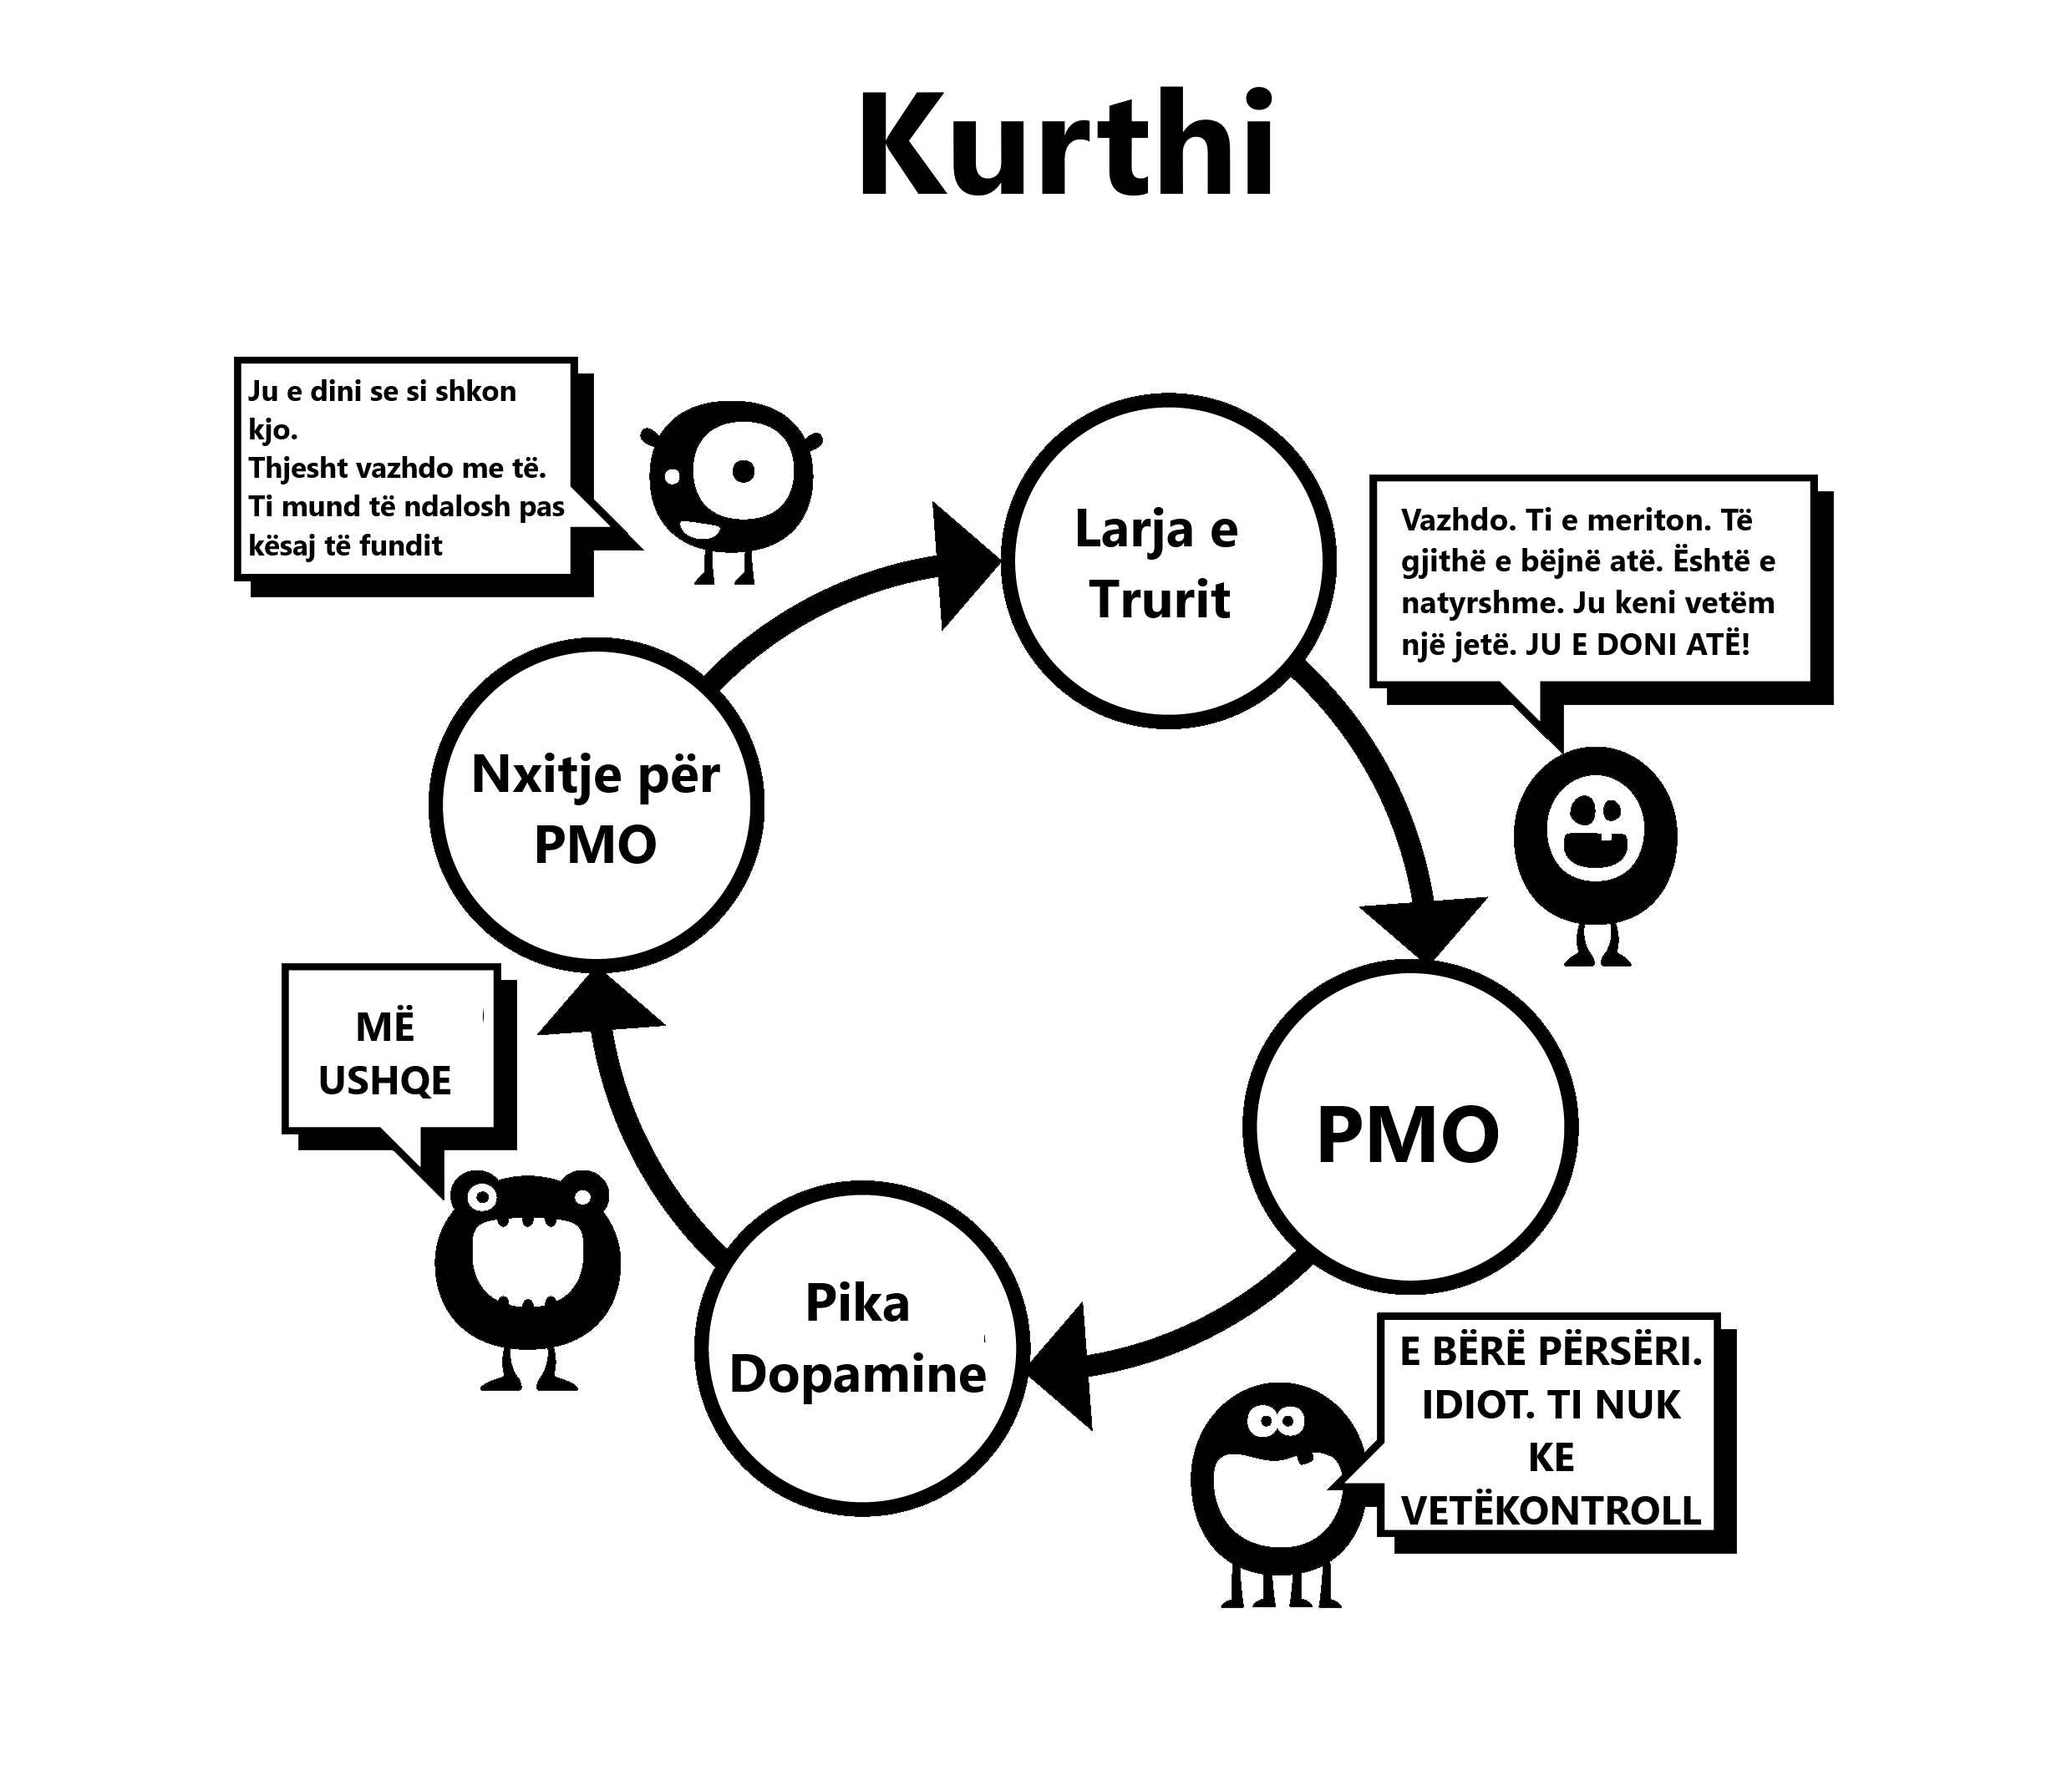 Kurthi
Ju e dini se si shkon
kjo.
Thjesht vazhdo me të.
Ti mund të ndalosh pas
kësaj të fundit
Larja e
Trurit
Vazhdo. Ti e meriton. Të
gjithë e bëjnë atë. Është e
natyrshme. Ju keni vetëm
një jetë. JU E DONI ATË!
Nxitje për
PMO
MË
USHQE
PMO
Pika
Dopamine
E BËRË PËRSËRI.
IDIOT. TI NUK
KE
VETËKONTROLL